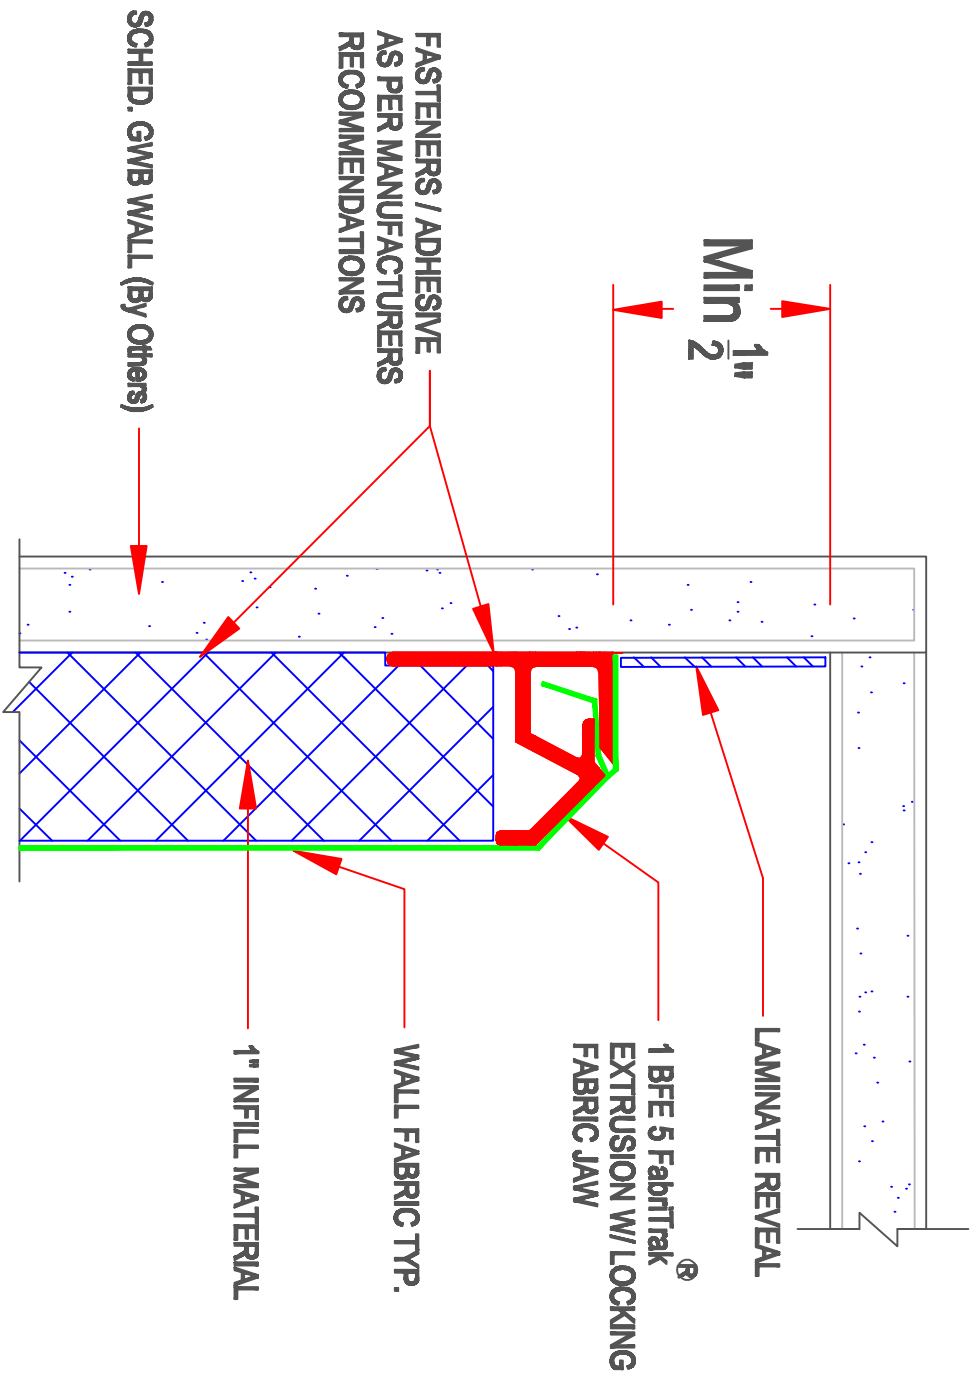 Min 1/2"
FASTENERS / ADHESIVE
AS PER MANUFACTURERS
RECOMMENDATIONS
SCHED. GWB WALL (By Others)
LAMINATE REVEAL
1 BFE 5 FabriTrak®
EXTRUSION W/ LOCKING
FABRIC JAW
WALL FABRIC TYP.
1" INFILL MATERIAL